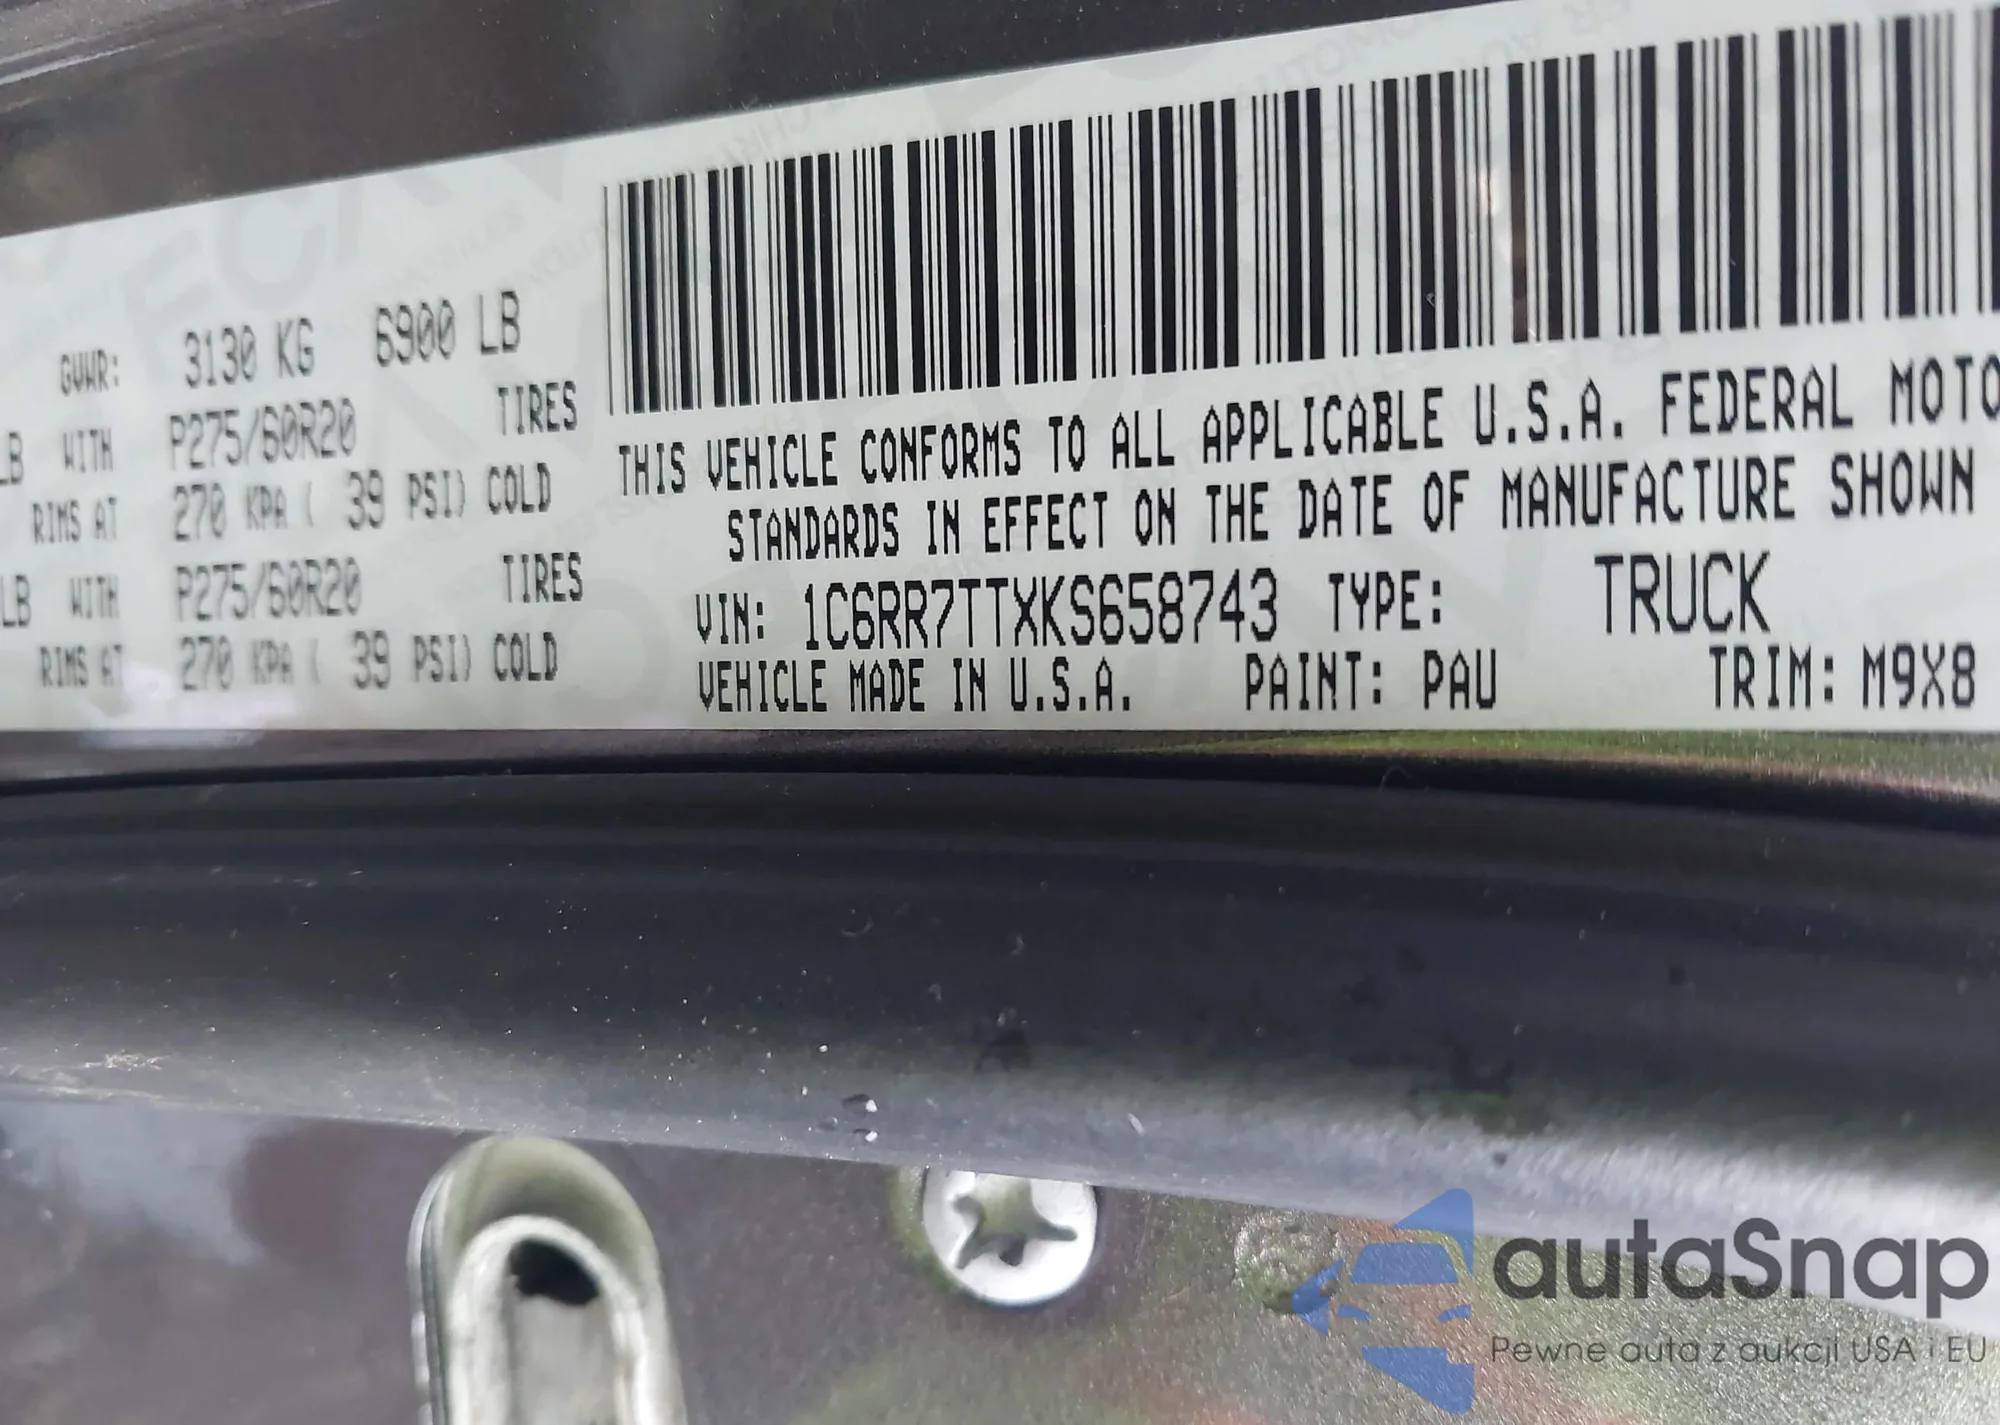 GVWR: 3130 KG 6900 LB
LB WITH P275/60R20 TIRES
RIMS AT 270 KPA ( 39 PSI) COLD
LB WITH P275/60R20 TIRES
RIMS AT 270 KPA ( 39 PSI) COLD
THIS VEHICLE CONFORMS TO ALL APPLICABLE U.S.A. FEDERAL MOTO
STANDARDS IN EFFECT ON THE DATE OF MANUFACTURE SHOWN
VIN: 1C6RR7TTXKS658743 TYPE: TRUCK
VEHICLE MADE IN U.S.A. PAINT: PAU TRIM: M9X8
autaSnap
Pewne auta z aukcji USA i EU